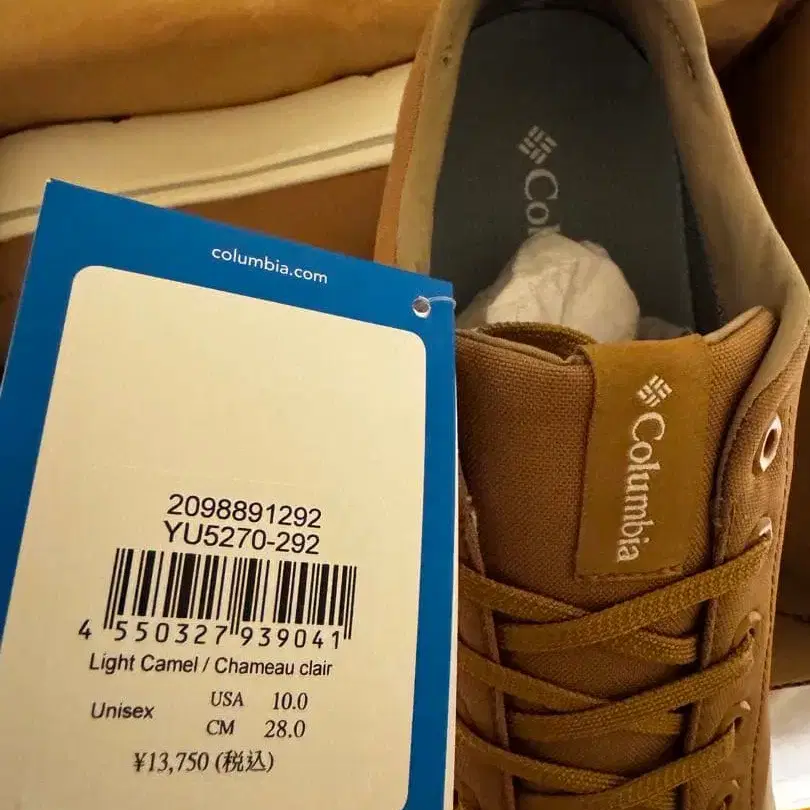 columbia.com
2098891292
YU5270-292
4 550327 939041
Light Camel / Chameau clair
Unisex
USA 10.0
CM 28.0
¥13,750 (税込)
Col
Columbia